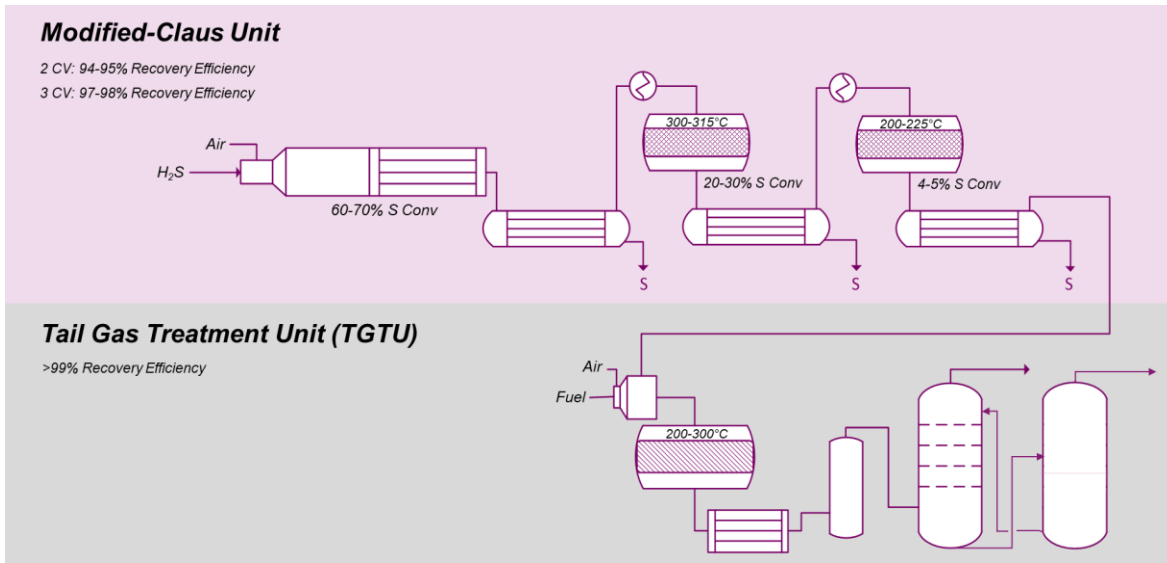 Modified-Claus Unit
2 CV: 94-95% Recovery Efficiency
3 CV: 97-98% Recovery Efficiency
Air
H₂S
60-70% S Conv
300-315°C
20-30% S Conv
200-225°C
4-5% S Conv
S
S
S
Tail Gas Treatment Unit (TGTU)
>99% Recovery Efficiency
Air
Fuel
200-300°C